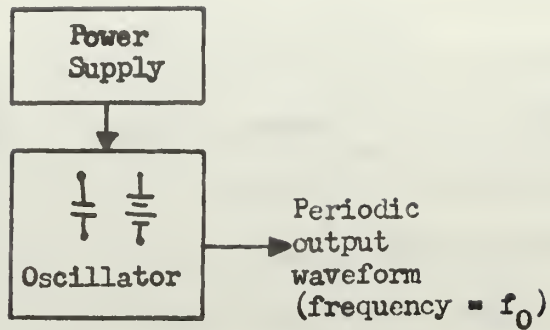 Power
Supply
Oscillator
Periodic
output
waveform
(frequency = f₀)